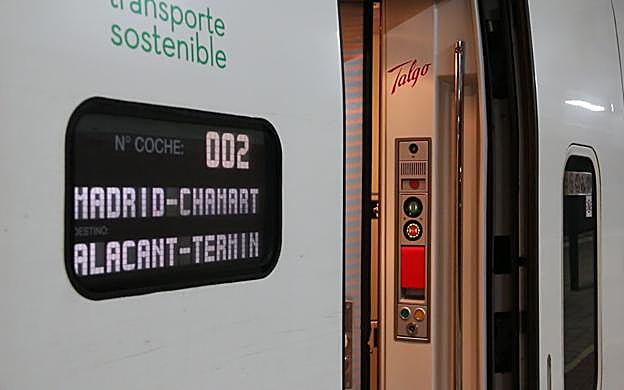 transporte
sostenible
Talgo
Nº COCHE: 002
MADRID-CHAMART
DESTINO:
ALACANT-TERMIN